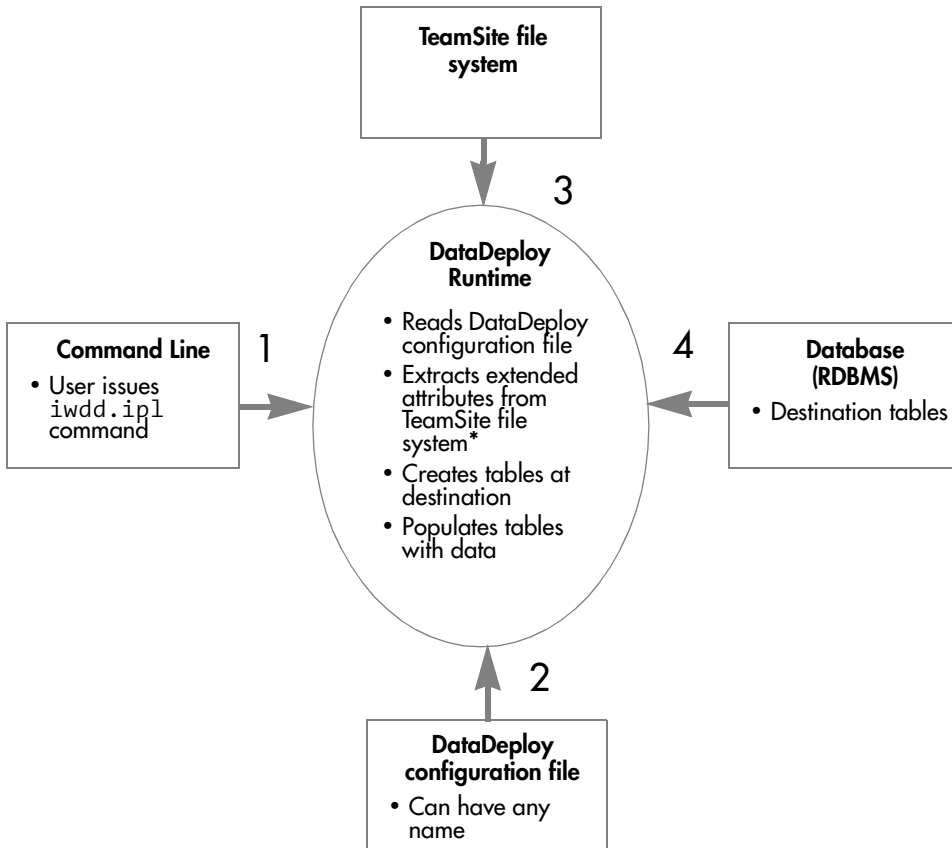 TeamSite file
system
3
DataDeploy
Runtime
• Reads DataDeploy
configuration file
• Extracts extended
attributes from
TeamSite file
system*
• Creates tables at
destination
• Populates tables
with data
Command Line
• User issues
iwdd.ipl
command
1
4
Database
(RDBMS)
• Destination tables
2
DataDeploy
configuration file
• Can have any
name